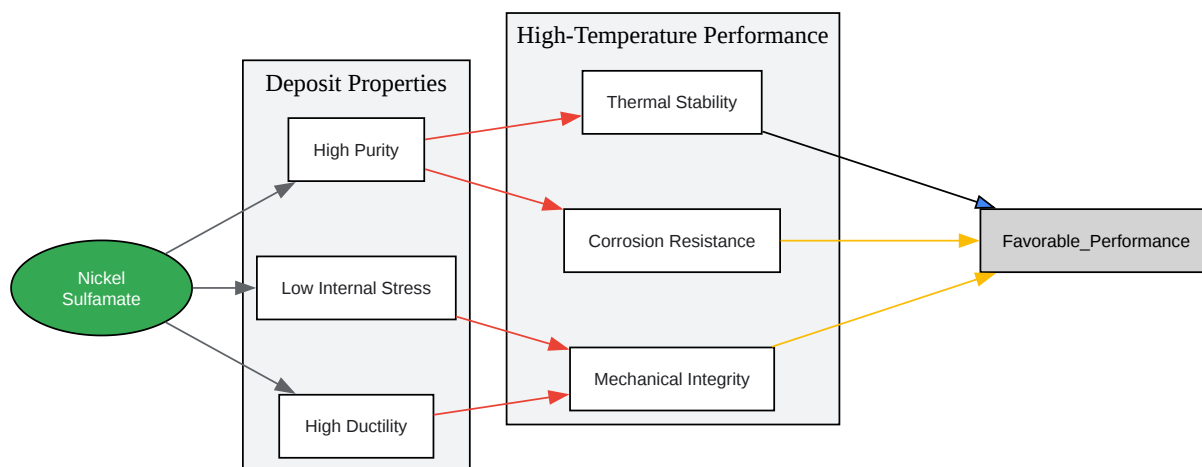 High-Temperature Performance
Deposit Properties
Thermal Stability
High Purity
Corrosion Resistance
Favorable_Performance
Nickel
Sulfamate
Low Internal Stress
Mechanical Integrity
High Ductility